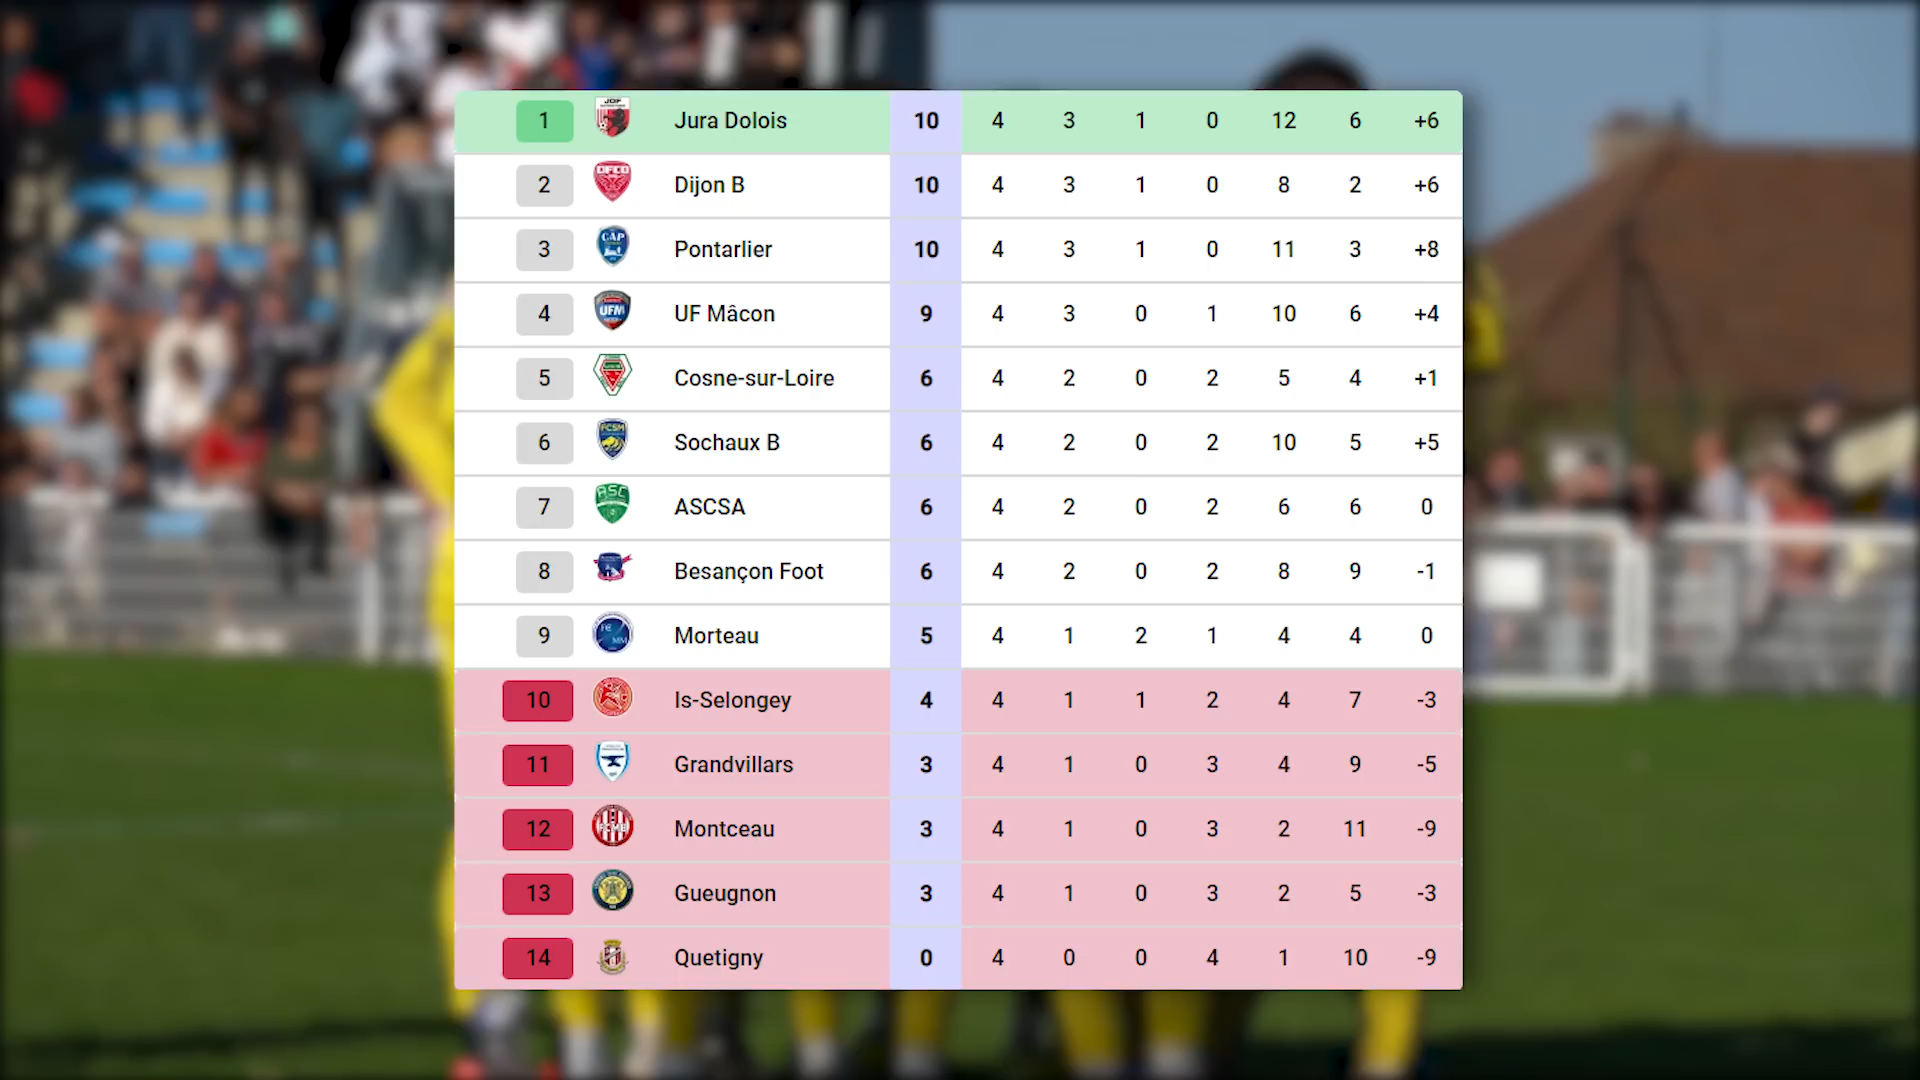 1 JDF Jura Dolois 10 4 3 1 0 12 6 +6
2 DFCO Dijon B 10 4 3 1 0 8 2 +6
3 CAP Pontarlier 10 4 3 1 0 11 3 +8
4 UFM UF Mâcon 9 4 3 0 1 10 6 +4
5 Cosne-sur-Loire 6 4 2 0 2 5 4 +1
6 FCSM Sochaux B 6 4 2 0 2 10 5 +5
7 ASC ASCSA 6 4 2 0 2 6 6 0
8 Besançon Foot 6 4 2 0 2 8 9 -1
9 Morteau 5 4 1 2 1 4 4 0
10 Is-Selongey 4 4 1 1 2 4 7 -3
11 Grandvillars 3 4 1 0 3 4 9 -5
12 Montceau 3 4 1 0 3 2 11 -9
13 Gueugnon 3 4 1 0 3 2 5 -3
14 Quetigny 0 4 0 0 4 1 10 -9